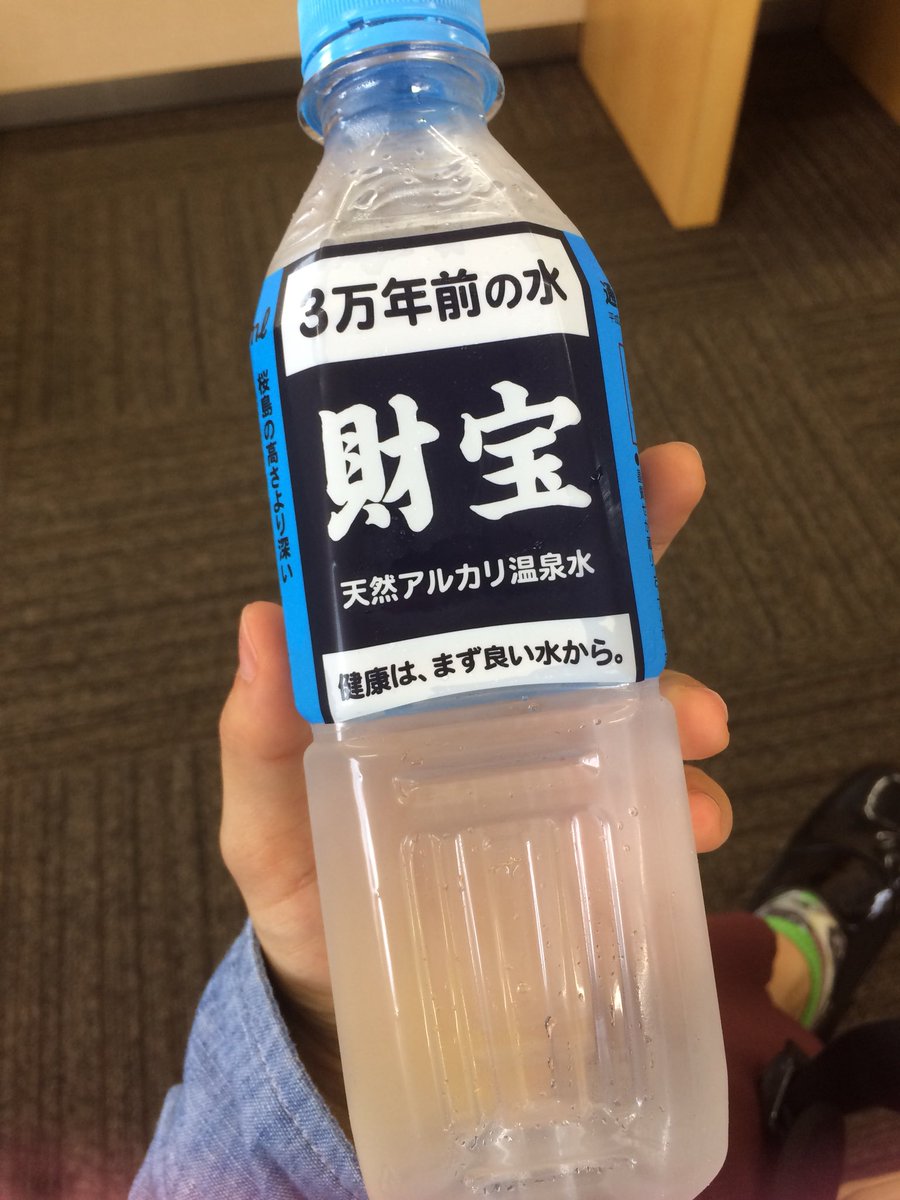 3万年前の水
財宝
天然アルカリ温泉水
健康は、まず良い水から。
桜島の高さより深い